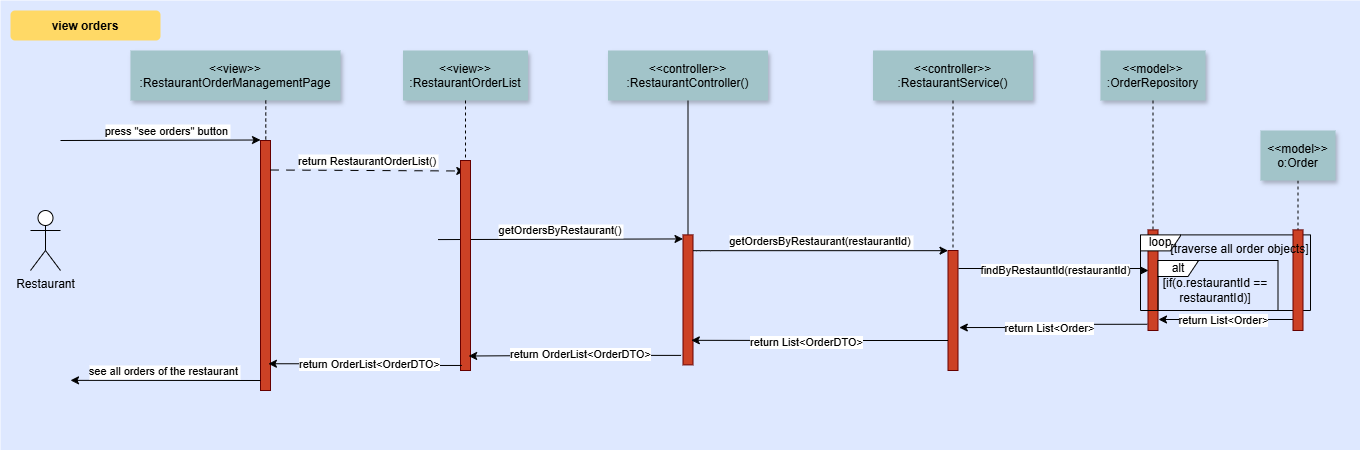 view orders
<<view>>
:RestaurantOrderManagementPage
<<view>>
:RestaurantOrderList
<<controller>>
:RestaurantController()
<<controller>>
:RestaurantService()
<<model>>
:OrderRepository
<<model>>
o:Order
press "see orders" button
return RestaurantOrderList()
getOrdersByRestaurant()
getOrdersByRestaurant(restaurantId)
loop
[traverse all order objects]
findByRestauntId(restaurantId)
alt
[if(o.restaurantId ==
restaurantId)]
Restaurant
return List<Order>
return List<Order>
return List<OrderDTO>
return OrderList<OrderDTO>
return OrderList<OrderDTO>
see all orders of the restaurant